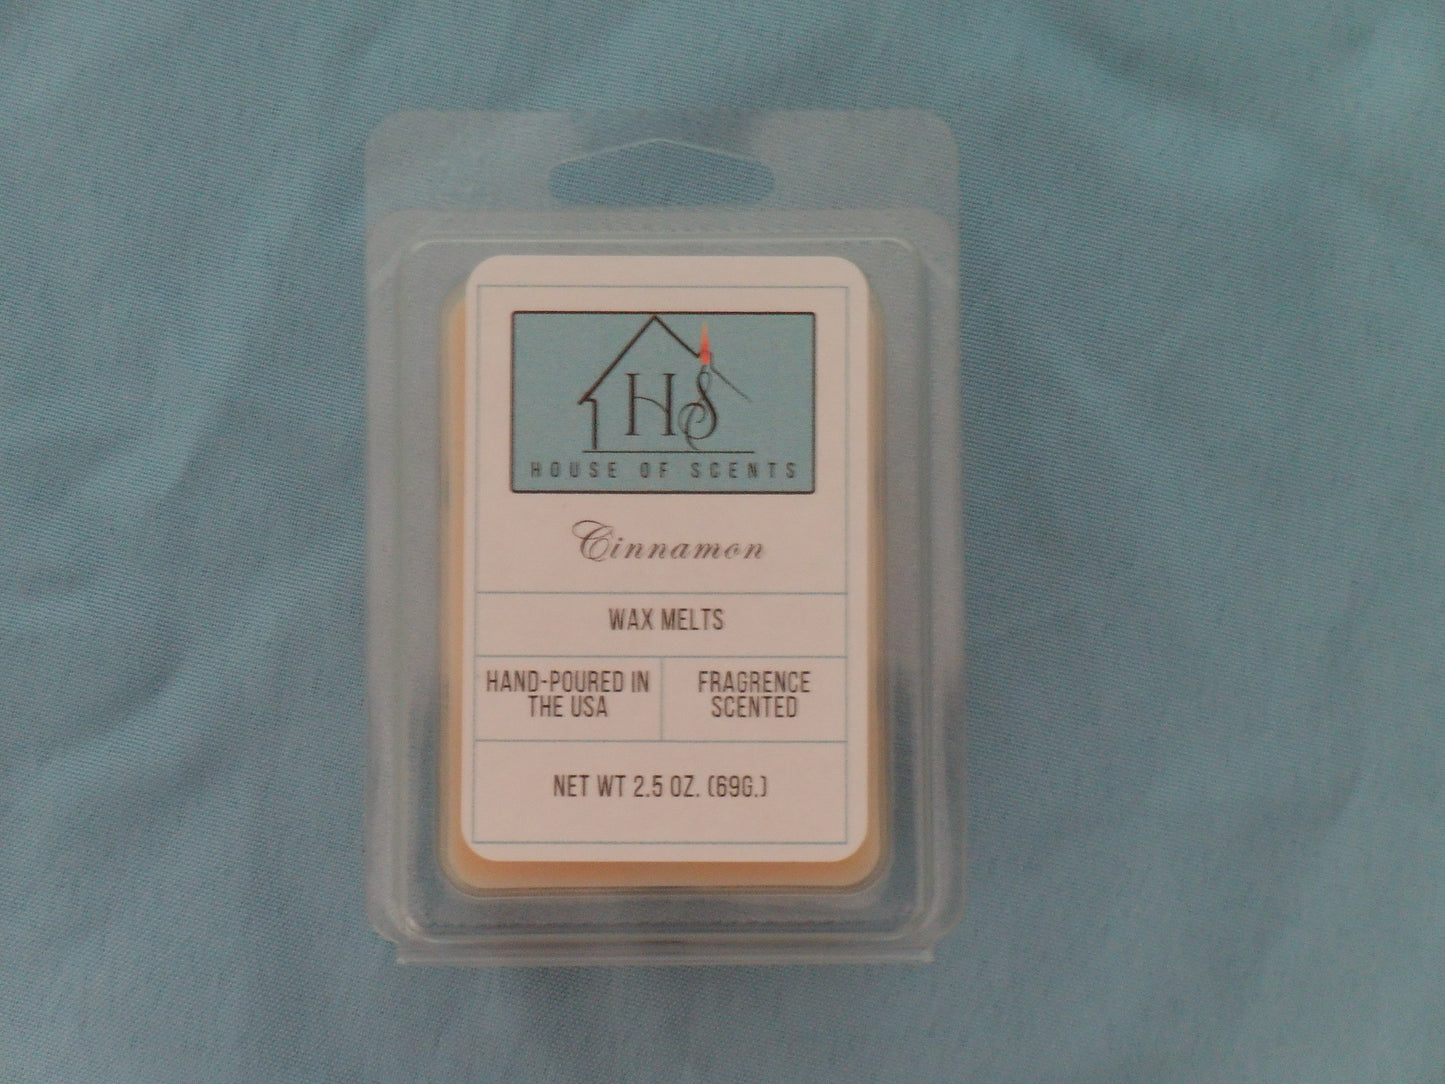 HS
HOUSE OF SCENTS
Cinnamon
WAX MELTS
HAND-POURED IN
THE USA
FRAGRENCE
SCENTED
NET WT 2.5 OZ. (69G.)